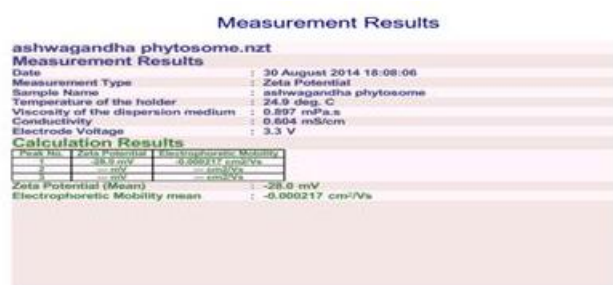 Measurement Results
ashwagandha phytosome.nzt
Measurement Results
Date : 30 August 2014 18:08:06
Measurement Type : Zeta Potential
Sample Name : ashwagandha phytosome
Temperature of the holder : 24.9 deg. C
Viscosity of the dispersion medium : 0.897 mPa.s
Conductivity : 0.604 mS/cm
Electrode Voltage : 3.3 V
Calculation Results
Peak No. Zeta Potential Electrophoretic Mobility
1 -28.0 mV -0.000217 cm2/Vs
2 --- mV --- cm2/Vs
3 --- mV --- cm2/Vs
Zeta Potential (Mean) : -28.0 mV
Electrophoretic Mobility mean : -0.000217 cm²/Vs